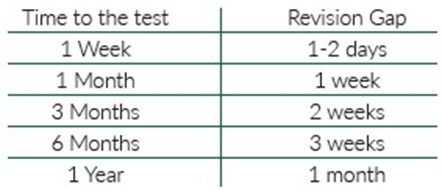 Time to the test Revision Gap
1 Week 1-2 days
1 Month 1 week
3 Months 2 weeks
6 Months 3 weeks
1 Year 1 month